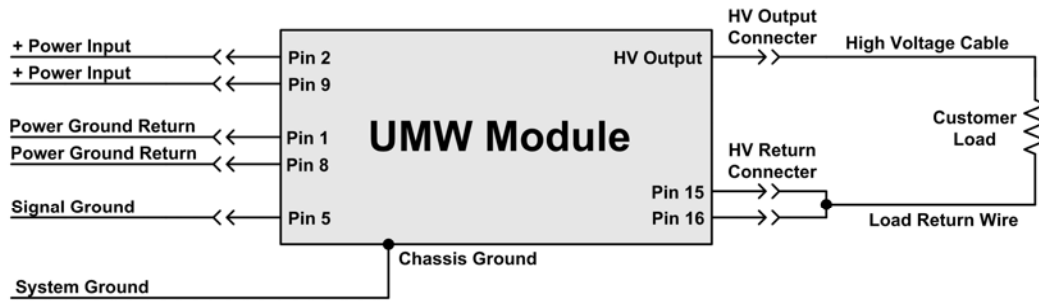 + Power Input
+ Power Input
Power Ground Return
Power Ground Return
Signal Ground
System Ground
Pin 2
Pin 9
Pin 1
Pin 8
Pin 5
UMW Module
HV Output
Pin 15
Pin 16
Chassis Ground
HV Output
Connecter
High Voltage Cable
Customer
Load
HV Return
Connecter
Load Return Wire